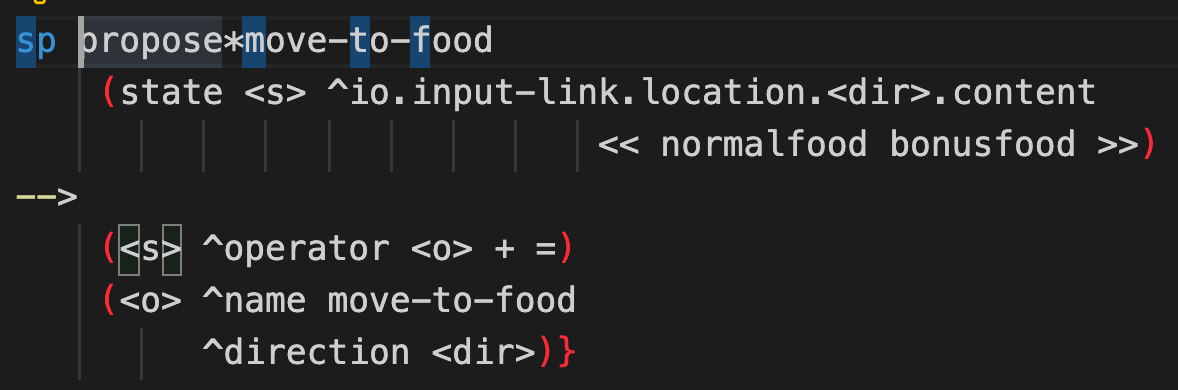 sp propose*move-to-food
(state <s> ^io.input-link.location.<dir>.content
<< normalfood bonusfood >>)
-->
(<s> ^operator <o> + =)
(<o> ^name move-to-food
^direction <dir>)}